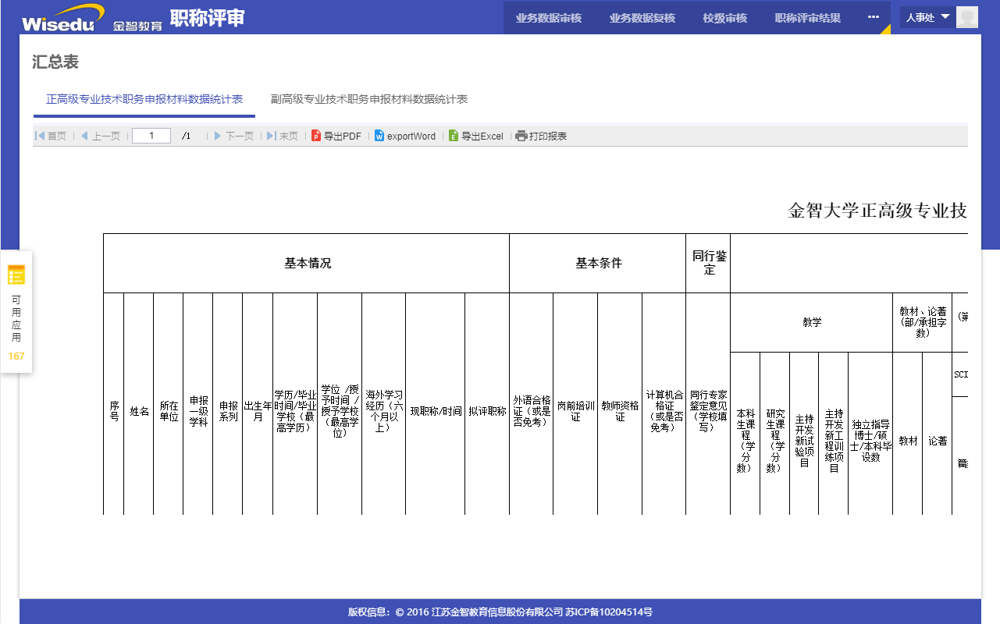 Wisedu 金智教育 职称评审 业务数据审核 业务数据复核 校级审核 职称评审结果 ··· 人事处
汇总表
正高级专业技术职务申报材料数据统计表 副高级专业技术职务申报材料数据统计表
首页 上一页 1 /1 下一页 末页 导出PDF exportWord 导出Excel 打印报表
金智大学正高级专业技
基本情况
基本条件
同行鉴
定
教学
教材、论著
(部/承担字
数)
(第
序
号
姓名
所在
单位
申报
一级
学科
申报
系列
出生年
月
学历/毕业
时间/毕业
学校（最
高学历）
学位 /授
予时间 /
授予学校
（最高学
位）
海外学习
经历（六
个月以
上）
现职称/时间
拟评职称
外语合格
证（或是
否免考）
岗前培训
证
教师资格
证
计算机合
格证
（或是否
免考）
同行专家
鉴定意见
（学校填
写）
本科
生课
程
（学
分
数）
研究
生课
程
（学
分
数）
主持
开发
新试
验项
目
主持
开发
新工
程训
练项
目
独立指导
博士/硕
士/本科毕
设数
教材
论著
SCI
篇
可
用
应
用
167
版权信息：© 2016 江苏金智教育信息股份有限公司 苏ICP备10204514号